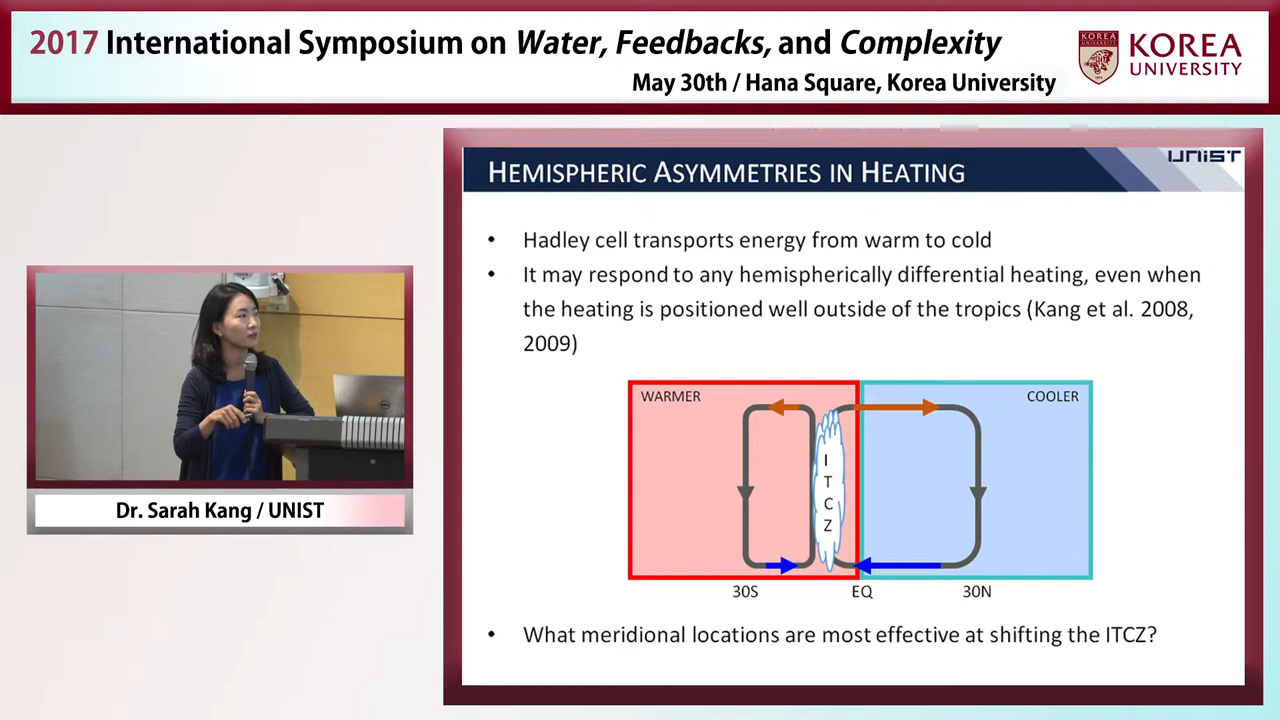 2017 International Symposium on Water, Feedbacks, and Complexity
May 30th / Hana Square, Korea University
KOREA
UNIVERSITY
HEMISPHERIC ASYMMETRIES IN HEATING
UNIST
• Hadley cell transports energy from warm to cold
• It may respond to any hemispherically differential heating, even when
the heating is positioned well outside of the tropics (Kang et al. 2008,
2009)
WARMER
COOLER
I
T
C
Z
30S
EQ
30N
• What meridional locations are most effective at shifting the ITCZ?
Dr. Sarah Kang / UNIST